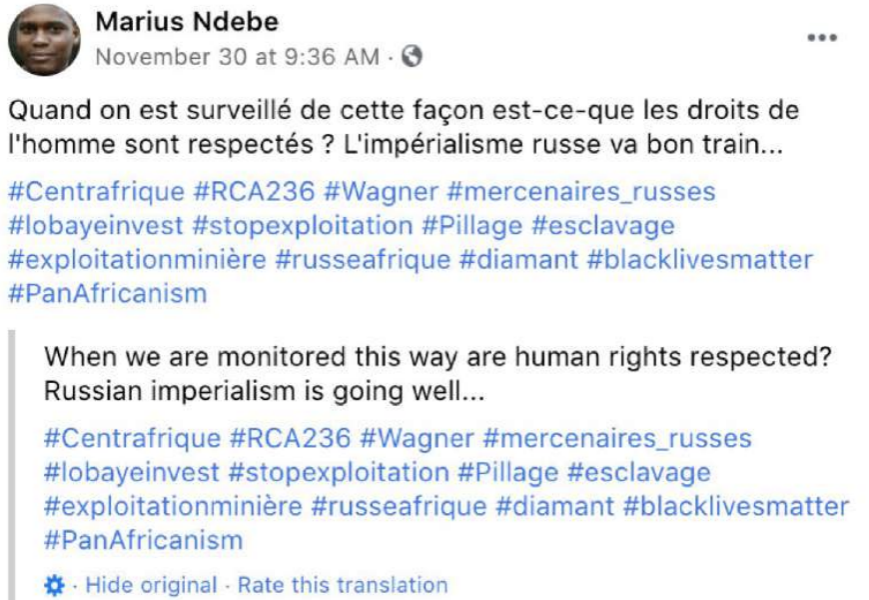 Marius Ndebe
November 30 at 9:36 AM ·
Quand on est surveillé de cette façon est-ce-que les droits de
l'homme sont respectés ? L'impérialisme russe va bon train...
#Centrafrique #RCA236 #Wagner #mercenaires_russes
#lobayeinvest #stopexploitation #Pillage #esclavage
#exploitationminière #russeafrique #diamant #blacklivesmatter
#PanAfricanism
When we are monitored this way are human rights respected?
Russian imperialism is going well...
#Centrafrique #RCA236 #Wagner #mercenaires_russes
#lobayeinvest #stopexploitation #Pillage #esclavage
#exploitationminière #russeafrique #diamant #blacklivesmatter
#PanAfricanism
· Hide original · Rate this translation